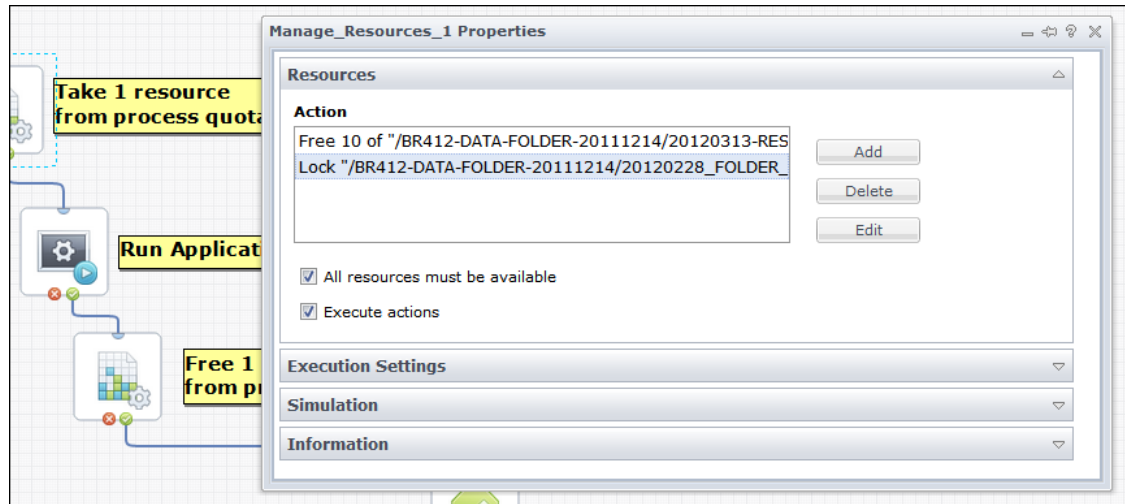 Take 1 resource
from process quota
Run Applicati
Free 1
from pr
Manage_Resources_1 Properties
Resources
Action
Free 10 of "/BR412-DATA-FOLDER-20111214/20120313-RES
Lock "/BR412-DATA-FOLDER-20111214/20120228_FOLDER_
Add
Delete
Edit
All resources must be available
Execute actions
Execution Settings
Simulation
Information